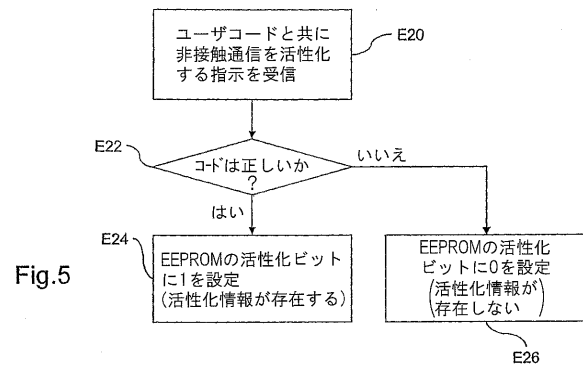 ユーザコードと共に
非接触通信を活性化
する指示を受信
E20
E22
コードは正しいか
?
いいえ
はい
E24
EEPROMの活性化ビット
に1を設定
(活性化情報が存在する)
EEPROMの活性化
ビットに0を設定
(活性化情報が
存在しない)
E26
Fig.5